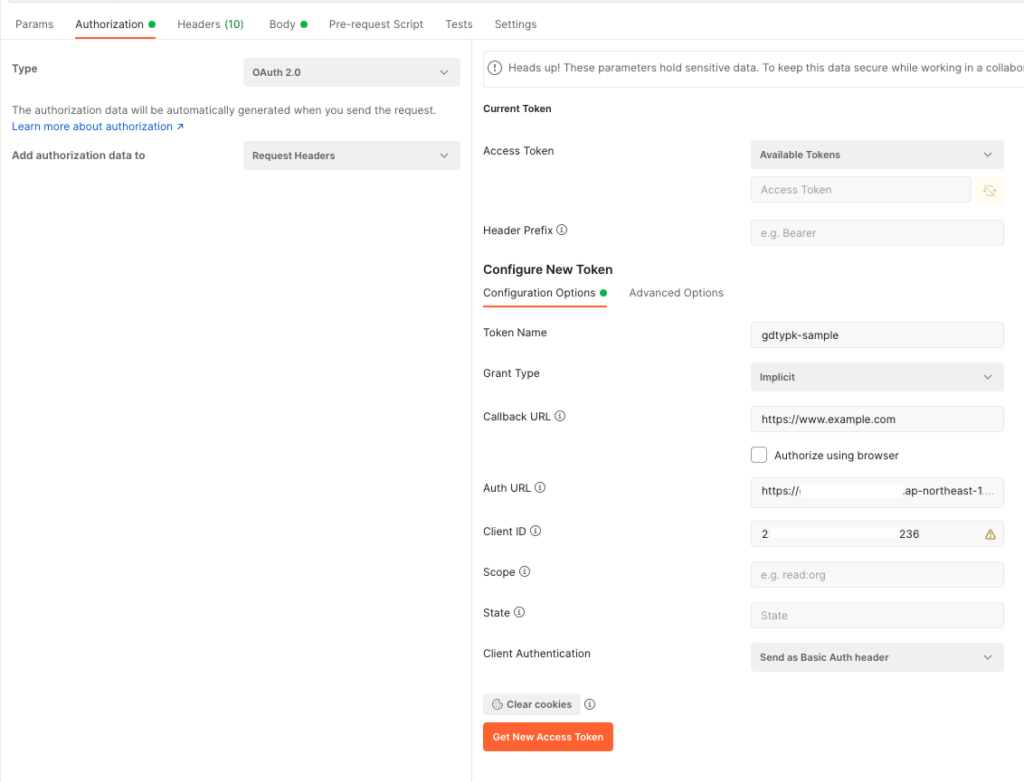 Params Authorization Headers (10) Body Pre-request Script Tests Settings
Type
OAuth 2.0
The authorization data will be automatically generated when you send the request.
Learn more about authorization ↗
Add authorization data to
Request Headers
Heads up! These parameters hold sensitive data. To keep this data secure while working in a
Current Token
Access Token
Available Tokens
Access Token
Header Prefix
e.g. Bearer
Configure New Token
Configuration Options Advanced Options
Token Name
gdtypk-sample
Grant Type
Implicit
Callback URL
https://www.example.com
Authorize using browser
Auth URL
https:// .ap-northeast-1....
Client ID
2 236
Scope
e.g. read:org
State
State
Client Authentication
Send as Basic Auth header
Clear cookies
Get New Access Token